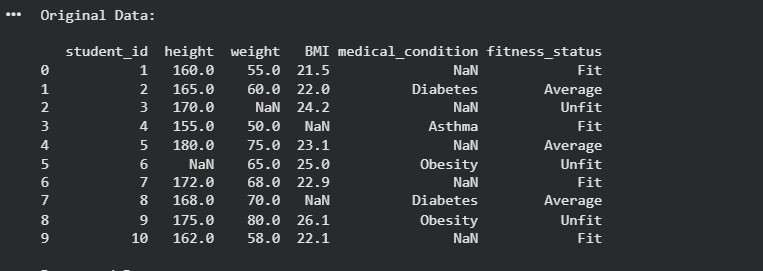 ••• Original Data:
student_id height weight BMI medical_condition fitness_status
0 1 160.0 55.0 21.5 NaN Fit
1 2 165.0 60.0 22.0 Diabetes Average
2 3 170.0 NaN 24.2 NaN Unfit
3 4 155.0 50.0 NaN Asthma Fit
4 5 180.0 75.0 23.1 NaN Average
5 6 NaN 65.0 25.0 Obesity Unfit
6 7 172.0 68.0 22.9 NaN Fit
7 8 168.0 70.0 NaN Diabetes Average
8 9 175.0 80.0 26.1 Obesity Unfit
9 10 162.0 58.0 22.1 NaN Fit